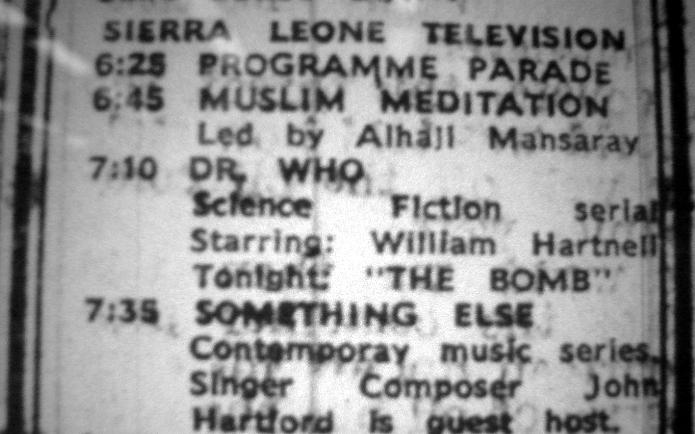 SIERRA LEONE TELEVISION
6:25 PROGRAMME PARADE
6:45 MUSLIM MEDITATION
Led by Alhaji Mansaray
7:10 DR. WHO
Science Fiction serial
Starring: William Hartnell
Tonight: "THE BOMB"
7:35 SOMETHING ELSE
Contemporay music series.
Singer Composer John
Hartford is guest host.